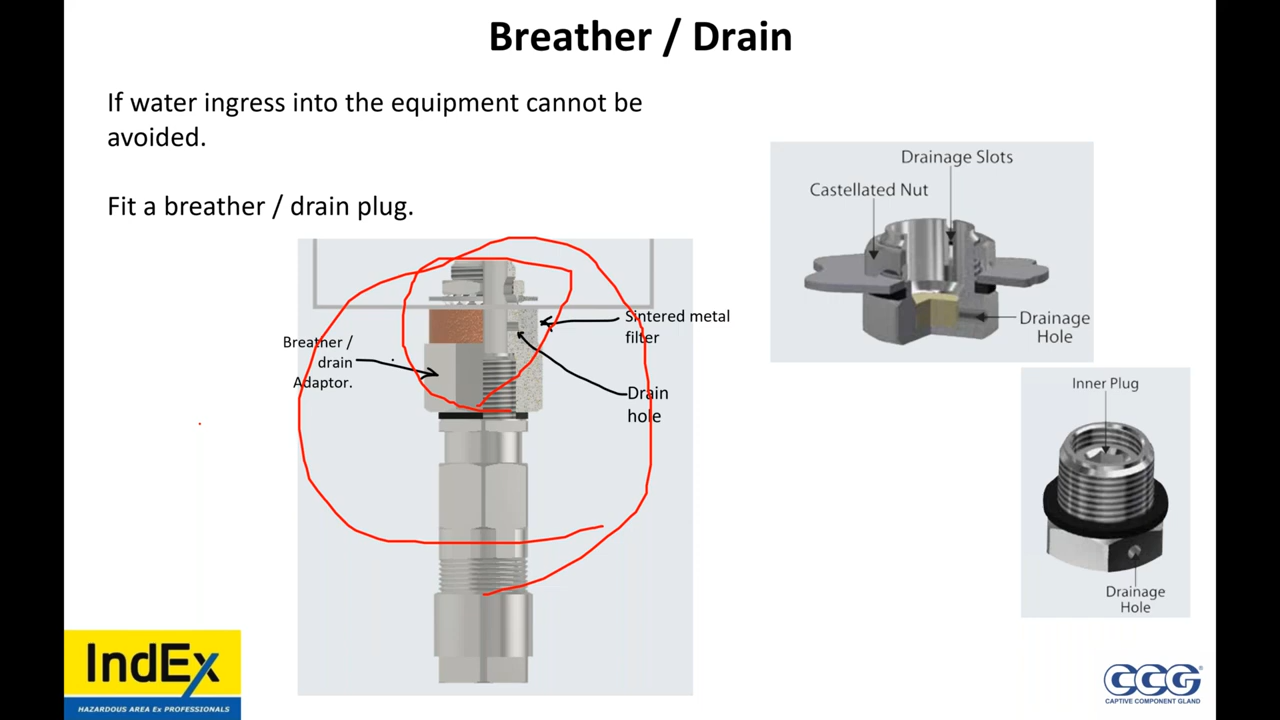 Breather / Drain
If water ingress into the equipment cannot be
avoided.
Fit a breather / drain plug.
Breather /
drain
Adaptor.
Sintered metal
filter
Drain
hole
Drainage Slots
Castellated Nut
Drainage
Hole
Inner Plug
Drainage
Hole
IndEx
HAZARDOUS AREA Ex PROFESSIONALS
CCG®
CAPTIVE COMPONENT GLAND